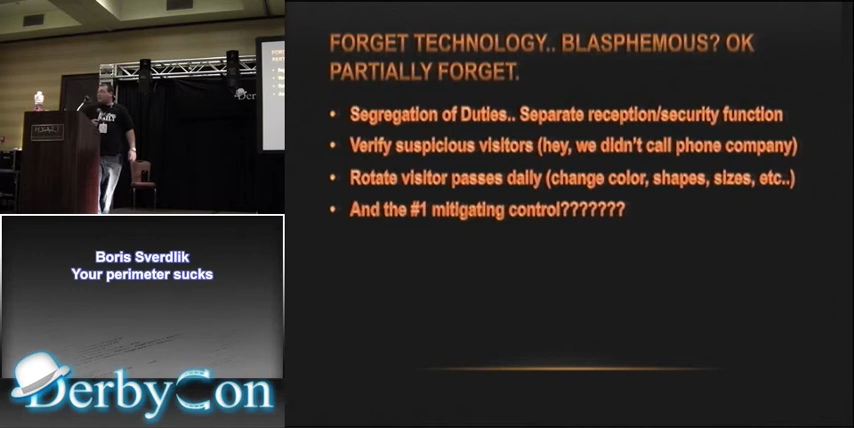 FORGET TECHNOLOGY.. BLASPHEMOUS? OK
PARTIALLY FORGET.
• Segregation of Duties.. Separate reception/security function
• Verify suspicious visitors (hey, we didn't call phone company)
• Rotate visitor passes daily (change color, shapes, sizes, etc..)
• And the #1 mitigating control???????
HYATT
Boris Sverdlik
Your perimeter sucks
DerbyCon